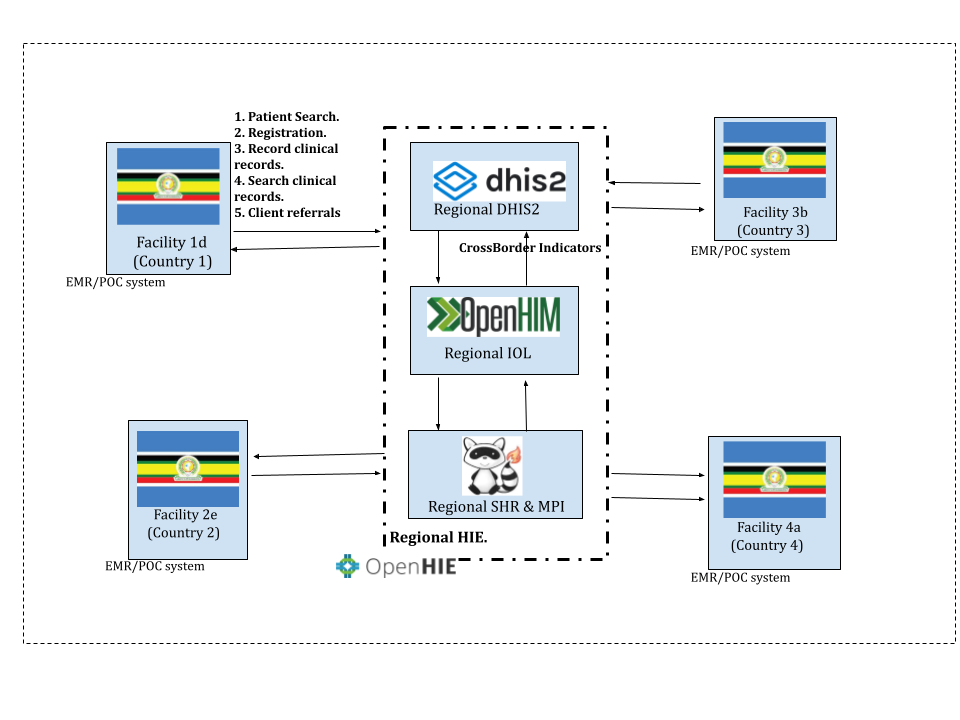 1. Patient Search.
2. Registration.
3. Record clinical
records.
4. Search clinical
records.
5. Client referrals
Facility 1d
(Country 1)
EMR/POC system
dhis2
Regional DHIS2
CrossBorder Indicators
OpenHIM
Regional IOL
Regional SHR & MPI
Regional HIE.
OpenHIE
Facility 3b
(Country 3)
EMR/POC system
Facility 2e
(Country 2)
EMR/POC system
Facility 4a
(Country 4)
EMR/POC system